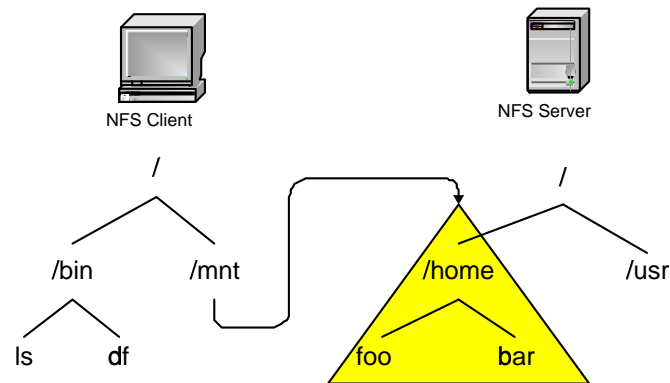 NFS Client
NFS Server
/
/
/bin
/mnt
/home
/usr
ls
df
foo
bar